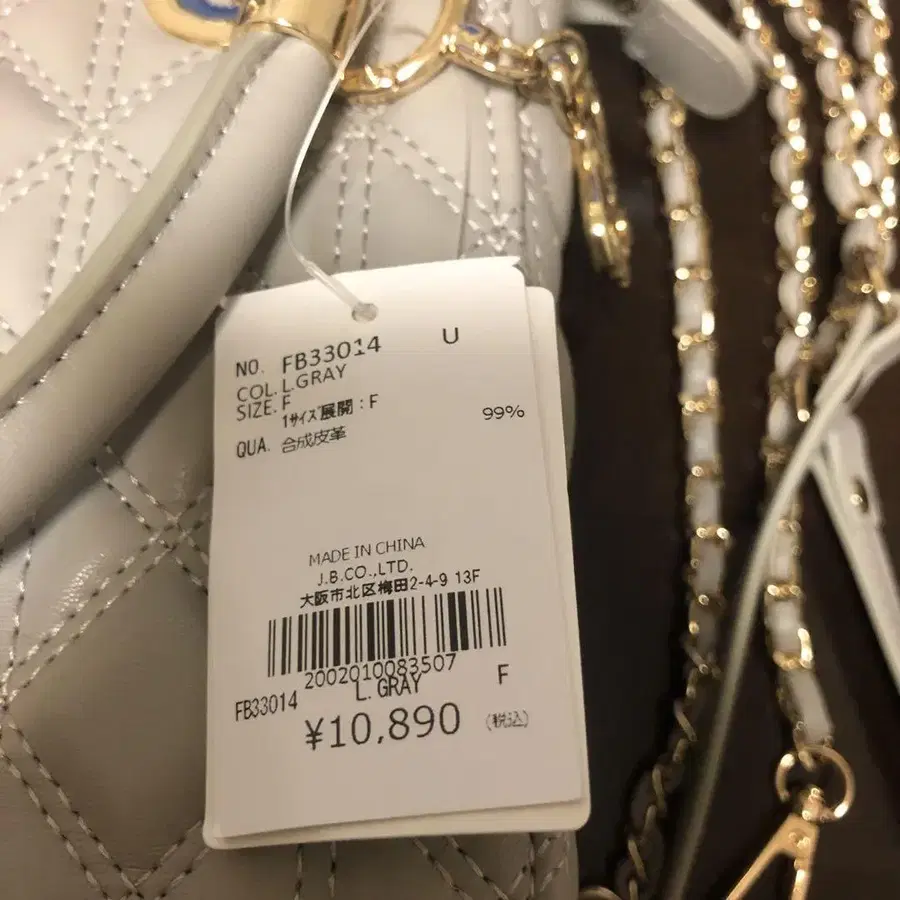 NO. FB33014 U
COL. L.GRAY
SIZE. F
1サイズ展開:F 99%
QUA. 合成皮革
MADE IN CHINA
J.B.CO.,LTD.
大阪市北区梅田2-4-9 13F
2002010083507
FB33014 L.GRAY F
¥10,890 (税込)